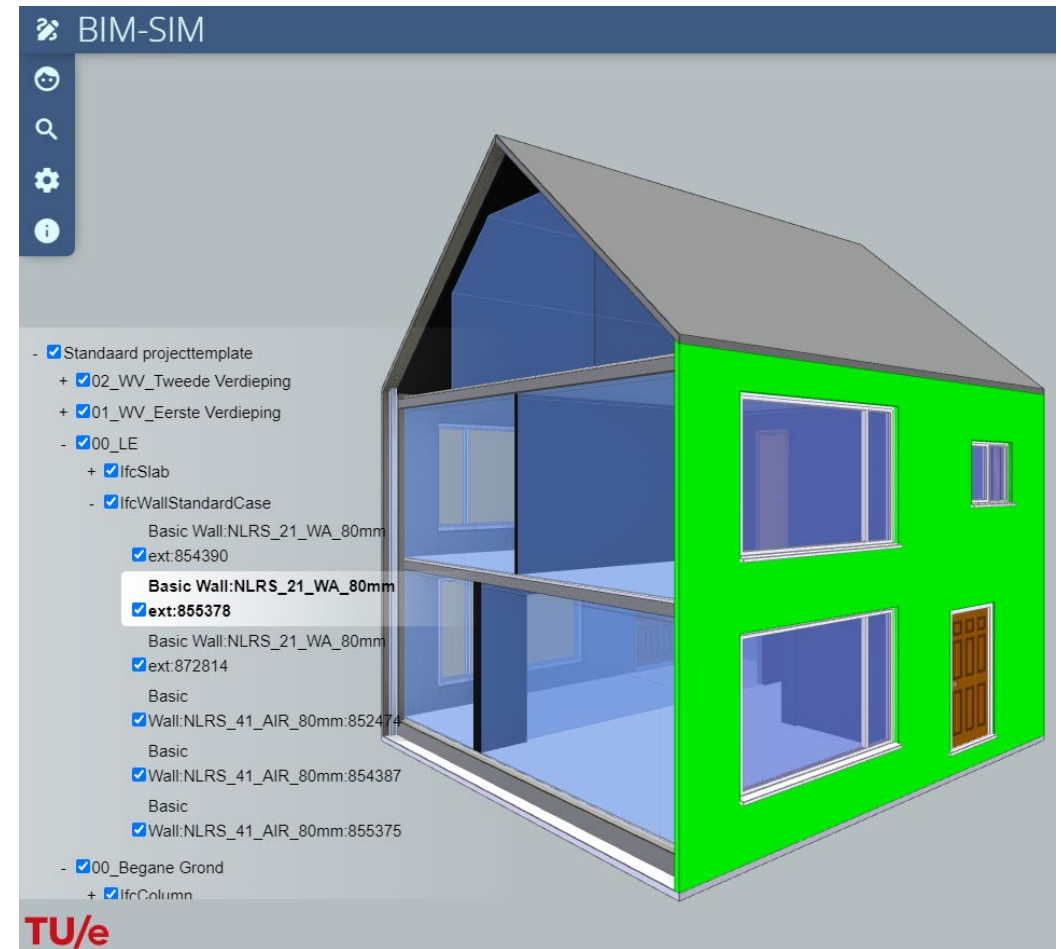 BIM-SIM
- Standaard projecttemplate
+ 02_WV_Tweede Verdieping
+ 01_WV_Eerste Verdieping
- 00_LE
+ IfcSlab
- IfcWallStandardCase
Basic Wall:NLRS_21_WA_80mm
ext:854390
Basic Wall:NLRS_21_WA_80mm
ext:855378
Basic Wall:NLRS_21_WA_80mm
ext:872814
Basic
Wall:NLRS_41_AIR_80mm:852474
Basic
Wall:NLRS_41_AIR_80mm:854387
Basic
Wall:NLRS_41_AIR_80mm:855375
- 00_Begane Grond
+ IfcColumn
TU/e